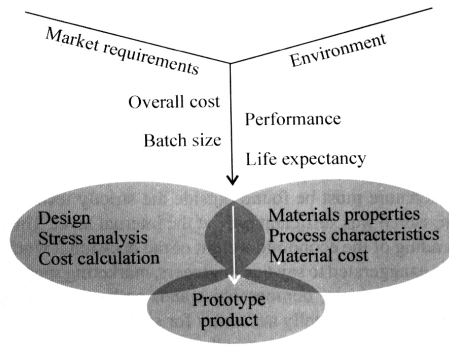 Market requirements
Environment
Overall cost
Performance
Batch size
Life expectancy
Design
Stress analysis
Cost calculation
Materials properties
Process characteristics
Material cost
Prototype
product